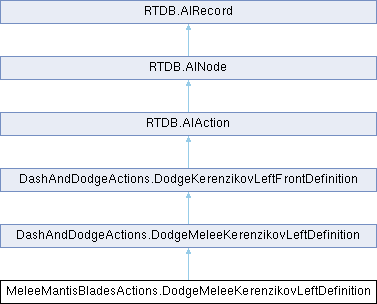 RTDB.AIRecord
RTDB.AINode
RTDB.AIAction
DashAndDodgeActions.DodgeKerenzikovLeftFrontDefinition
DashAndDodgeActions.DodgeMeleeKerenzikovLeftDefinition
MeleeMantisBladesActions.DodgeMeleeKerenzikovLeftDefinition